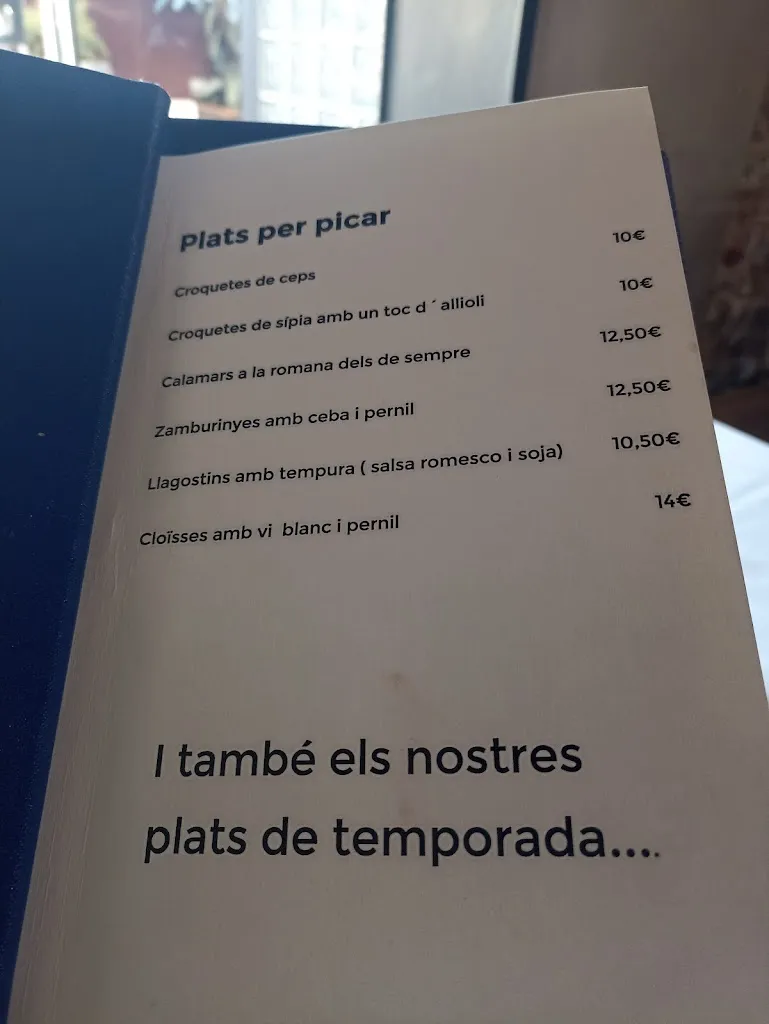 Plats per picar
Croquetes de ceps 10€
Croquetes de sípia amb un toc d´allioli 10€
Calamars a la romana dels de sempre 12,50€
Zamburinyes amb ceba i pernil 12,50€
Llagostins amb tempura ( salsa romesco i soja) 10,50€
Cloïsses amb vi blanc i pernil 14€
I també els nostres
plats de temporada....